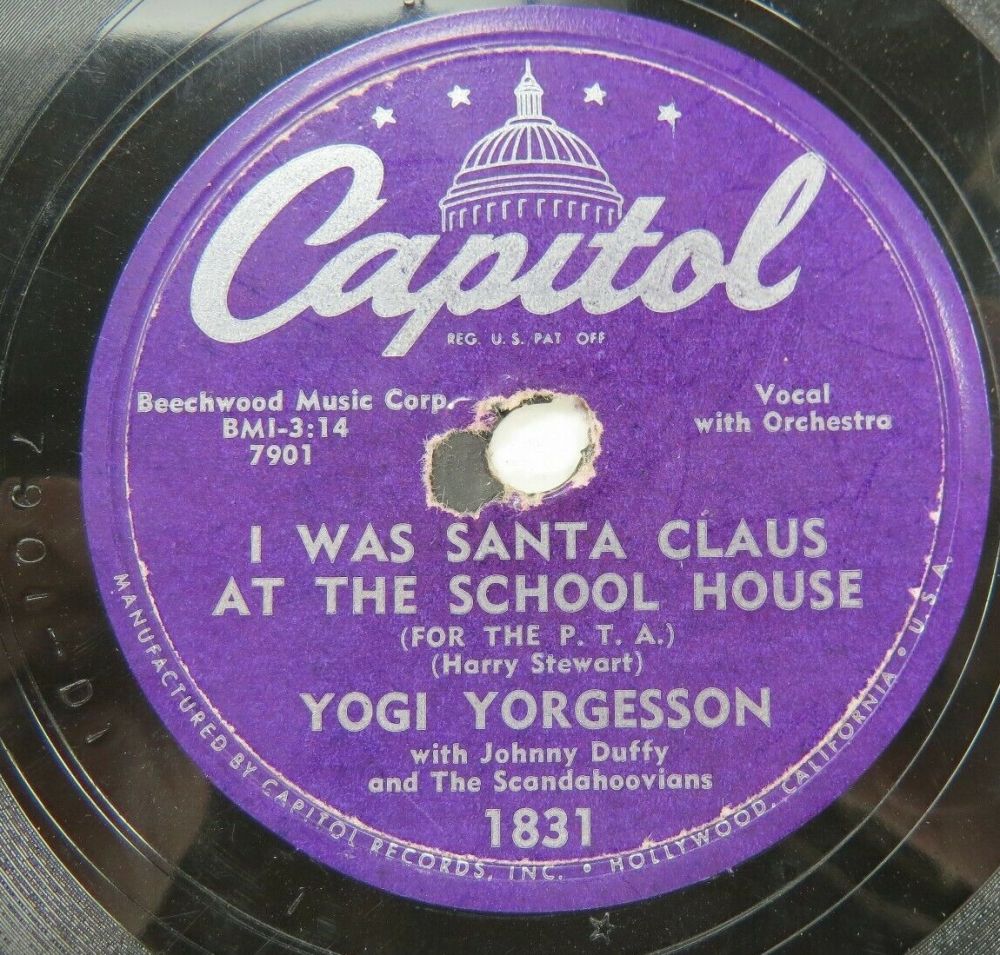 Capitol
REG. U.S. PAT OFF
Beechwood Music Corp.
BMI-3:14
7901
Vocal
with Orchestra
I WAS SANTA CLAUS
AT THE SCHOOL HOUSE
(FOR THE P. T. A.)
(Harry Stewart)
YOGI YORGESSON
with Johnny Duffy
and The Scandahoovians
1831
MANUFACTURED BY CAPITOL RECORDS, INC. • HOLLYWOOD, CALIFORNIA • U.S.A.
7901-D1